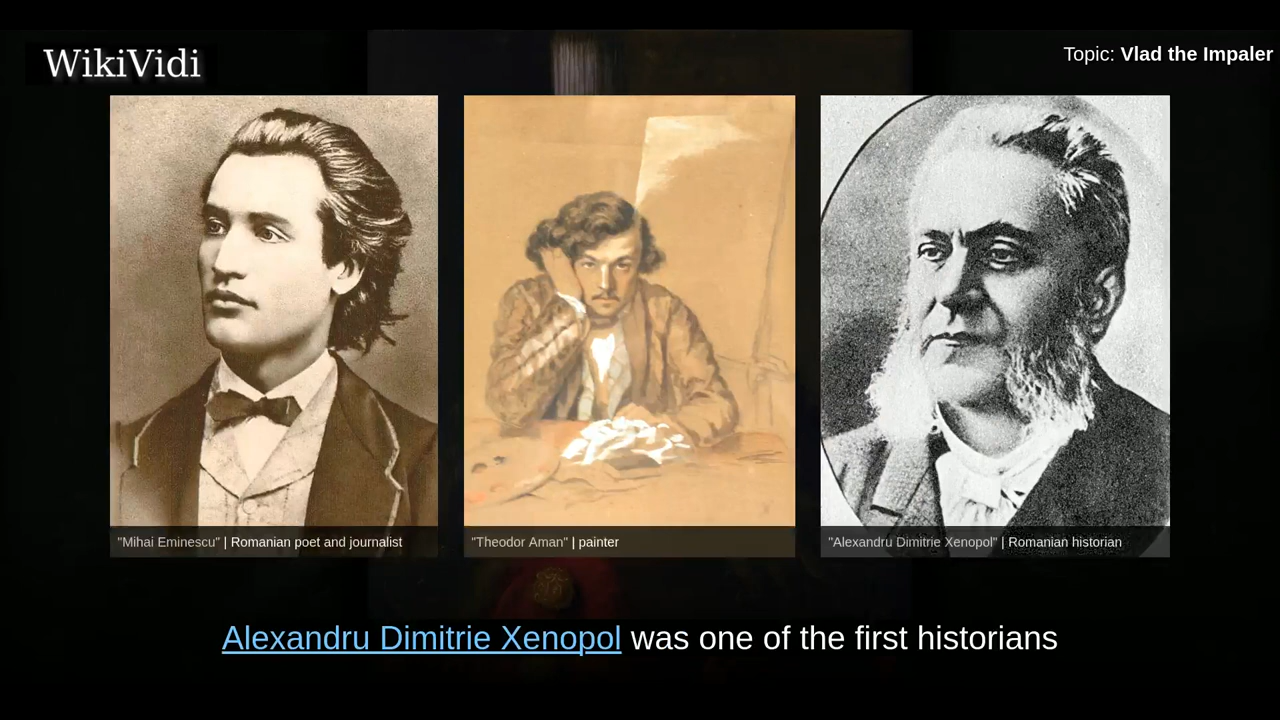 WikiVidi
Topic: Vlad the Impaler
"Mihai Eminescu" | Romanian poet and journalist
"Theodor Aman" | painter
"Alexandru Dimitrie Xenopol" | Romanian historian
Alexandru Dimitrie Xenopol was one of the first historians